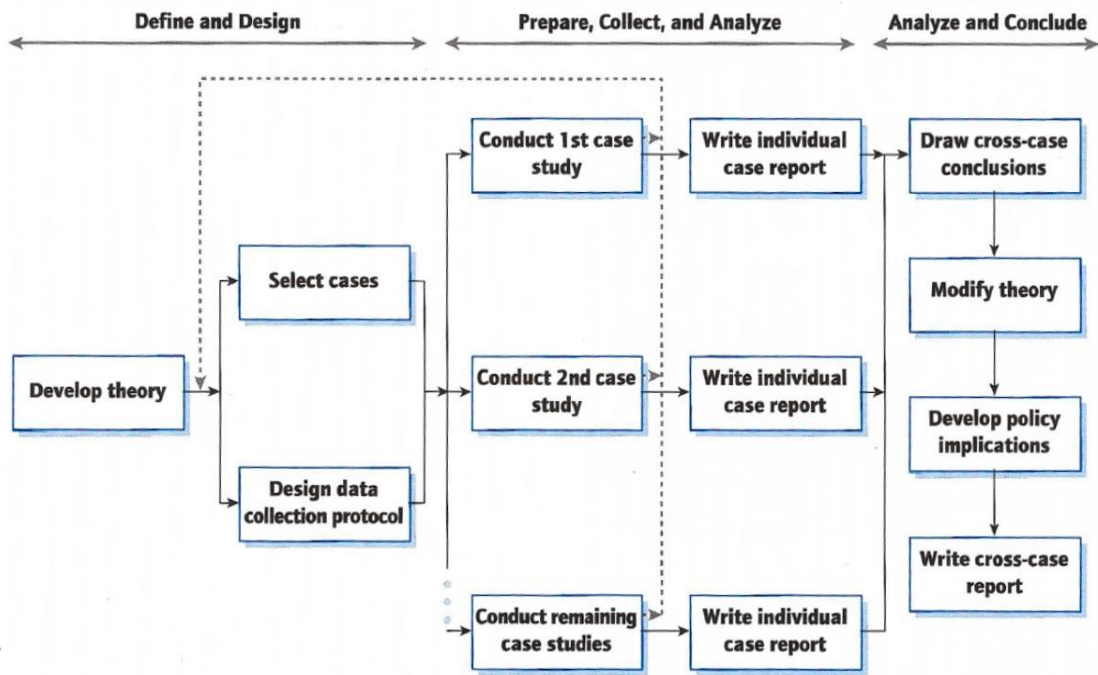 Define and Design
Prepare, Collect, and Analyze
Analyze and Conclude
Develop theory
Select cases
Design data
collection protocol
Conduct 1st case
study
Conduct 2nd case
study
Conduct remaining
case studies
Write individual
case report
Write individual
case report
Write individual
case report
Draw cross-case
conclusions
Modify theory
Develop policy
implications
Write cross-case
report